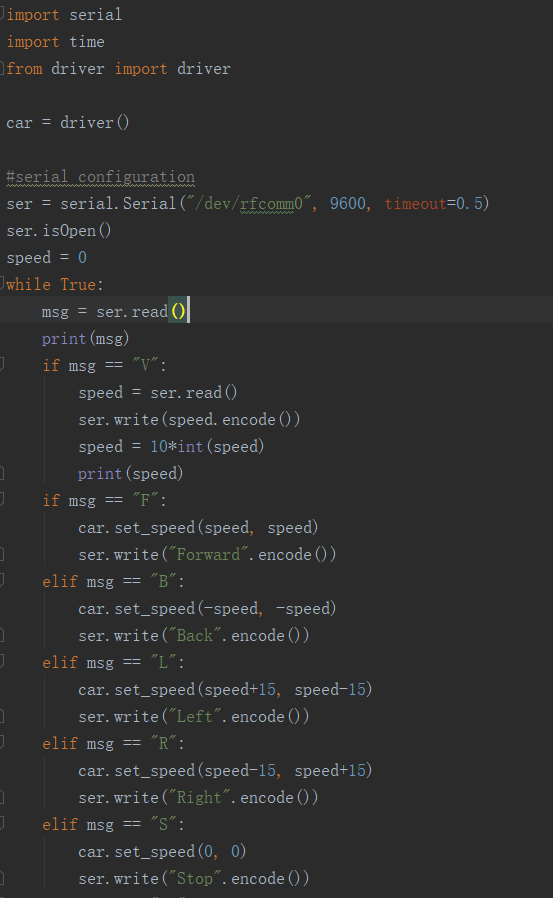 import serial
import time
from driver import driver
car = driver()
#serial configuration
ser = serial.Serial("/dev/rfcomm0", 9600, timeout=0.5)
ser.isOpen()
speed = 0
while True:
    msg = ser.read()
    print(msg)
    if msg == "V":
        speed = ser.read()
        ser.write(speed.encode())
        speed = 10*int(speed)
        print(speed)
    if msg == "F":
        car.set_speed(speed, speed)
        ser.write("Forward".encode())
    elif msg == "B":
        car.set_speed(-speed, -speed)
        ser.write("Back".encode())
    elif msg == "L":
        car.set_speed(speed+15, speed-15)
        ser.write("Left".encode())
    elif msg == "R":
        car.set_speed(speed-15, speed+15)
        ser.write("Right".encode())
    elif msg == "S":
        car.set_speed(0, 0)
        ser.write("Stop".encode())